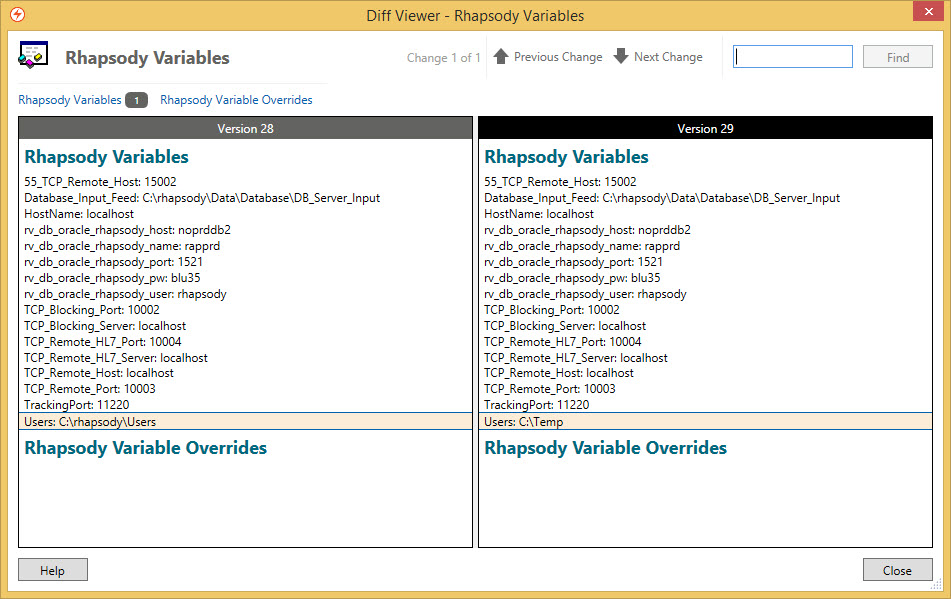 Diff Viewer - Rhapsody Variables
Rhapsody Variables
Change 1 of 1
Previous Change
Next Change
Find
Rhapsody Variables 1
Rhapsody Variable Overrides
Version 28
Rhapsody Variables
55_TCP_Remote_Host: 15002
Database_Input_Feed: C:\rhapsody\Data\Database\DB_Server_Input
HostName: localhost
rv_db_oracle_rhapsody_host: noprddb2
rv_db_oracle_rhapsody_name: rapprd
rv_db_oracle_rhapsody_port: 1521
rv_db_oracle_rhapsody_pw: blu35
rv_db_oracle_rhapsody_user: rhapsody
TCP_Blocking_Port: 10002
TCP_Blocking_Server: localhost
TCP_Remote_HL7_Port: 10004
TCP_Remote_HL7_Server: localhost
TCP_Remote_Host: localhost
TCP_Remote_Port: 10003
TrackingPort: 11220
Users: C:\rhapsody\Users
Rhapsody Variable Overrides
Version 29
Rhapsody Variables
55_TCP_Remote_Host: 15002
Database_Input_Feed: C:\rhapsody\Data\Database\DB_Server_Input
HostName: localhost
rv_db_oracle_rhapsody_host: noprddb2
rv_db_oracle_rhapsody_name: rapprd
rv_db_oracle_rhapsody_port: 1521
rv_db_oracle_rhapsody_pw: blu35
rv_db_oracle_rhapsody_user: rhapsody
TCP_Blocking_Port: 10002
TCP_Blocking_Server: localhost
TCP_Remote_HL7_Port: 10004
TCP_Remote_HL7_Server: localhost
TCP_Remote_Host: localhost
TCP_Remote_Port: 10003
TrackingPort: 11220
Users: C:\Temp
Rhapsody Variable Overrides
Help
Close